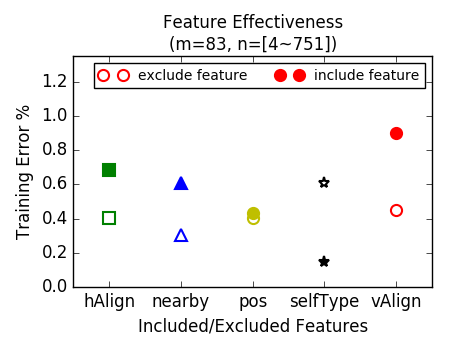 Feature Effectiveness
(m=83, n=[4~751])
exclude feature
include feature
Training Error %
1.2
1.0
0.8
0.6
0.4
0.2
0.0
hAlign nearby pos selfType vAlign
Included/Excluded Features